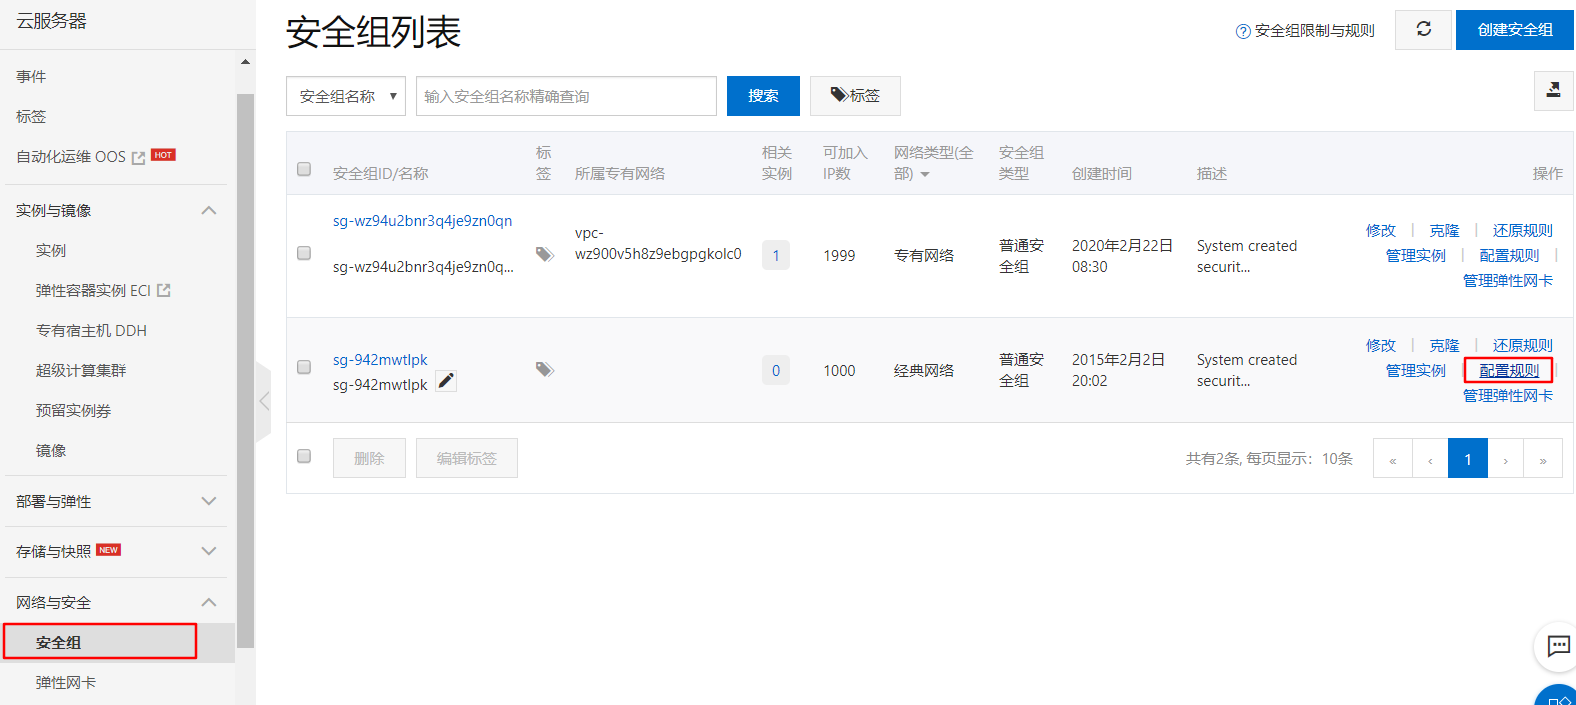 云服务器
事件
标签
自动化运维 OOS HOT
实例与镜像
实例
弹性容器实例 ECI
专有宿主机 DDH
超级计算集群
预留实例券
镜像
部署与弹性
存储与快照 NEW
网络与安全
安全组
弹性网卡
安全组列表
安全组限制与规则
创建安全组
安全组名称
输入安全组名称精确查询
搜索
标签
安全组ID/名称
标
签
所属专有网络
相关
实例
可加入
IP数
网络类型(全
部)
安全组
类型
创建时间
描述
操作
sg-wz94u2bnr3q4je9zn0qn
sg-wz94u2bnr3q4je9zn0q...
vpc-
wz900v5h8z9ebgpgkolc0
1
1999
专有网络
普通安
全组
2020年2月22日
08:30
System created
securit...
修改 | 克隆 | 还原规则
管理实例 | 配置规则 |
管理弹性网卡
sg-942mwtlpk
sg-942mwtlpk
0
1000
经典网络
普通安
全组
2015年2月2日
20:02
System created
securit...
修改 | 克隆 | 还原规则
管理实例 | 配置规则 |
管理弹性网卡
删除
编辑标签
共有2条, 每页显示：10条
« ‹ 1 › »